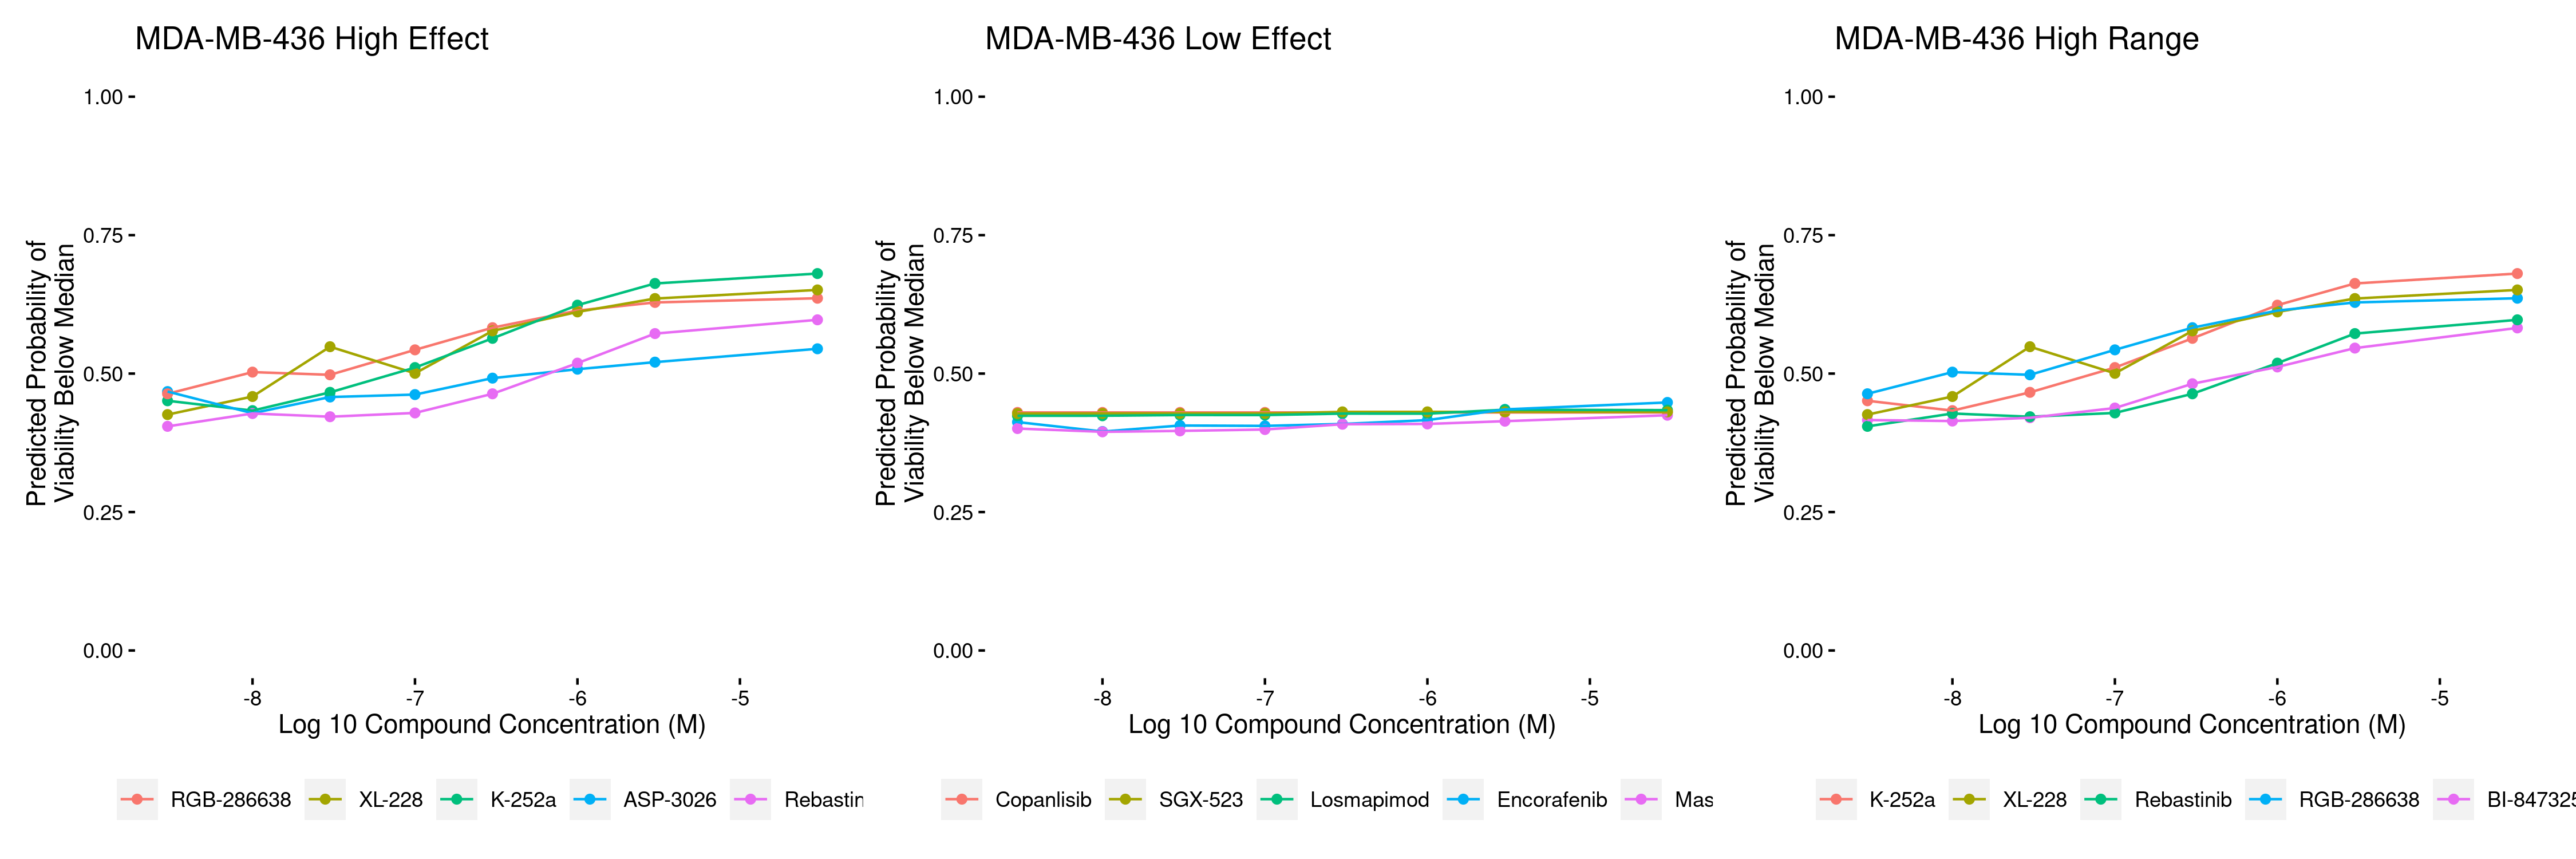 MDA-MB-436 High Effect
1.00
0.75
0.50
0.25
0.00
Predicted Probability of
Viability Below Median
-8 -7 -6 -5
Log 10 Compound Concentration (M)
RGB-286638 XL-228 K-252a ASP-3026 Rebastin
MDA-MB-436 Low Effect
1.00
0.75
0.50
0.25
0.00
Predicted Probability of
Viability Below Median
-8 -7 -6 -5
Log 10 Compound Concentration (M)
Copanlisib SGX-523 Losmapimod Encorafenib Mas
MDA-MB-436 High Range
1.00
0.75
0.50
0.25
0.00
Predicted Probability of
Viability Below Median
-8 -7 -6 -5
Log 10 Compound Concentration (M)
K-252a XL-228 Rebastinib RGB-286638 BI-847325